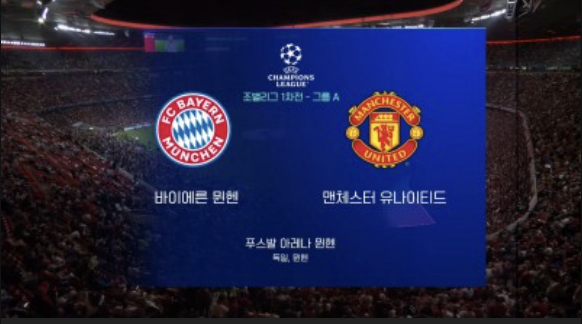 CHAMPIONS
LEAGUE
조별리그 1차전 - 그룹 A
FC BAYERN
MÜNCHEN
MANCHESTER
UNITED
바이에른 뮌헨
맨체스터 유나이티드
푸스발 아레나 뮌헨
독일, 뮌헨